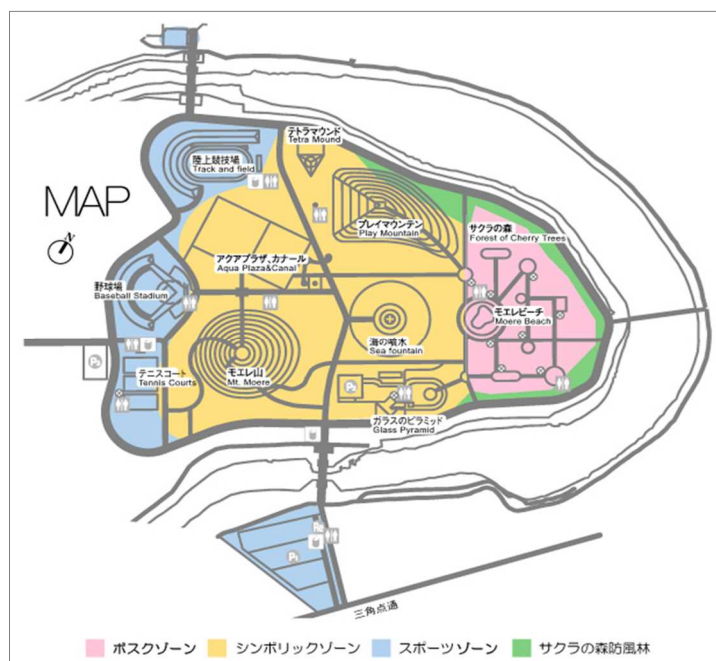 テトラマウンド
Tetra Mound
陸上競技場
Track and field
MAP
プレイマウンテン
Play Mountain
サクラの森
Forest of Cherry Trees
アクアプラザ、カナール
Aqua Plaza&Canal
野球場
Baseball Stadium
モエレビーチ
Moere Beach
海の噴水
Sea fountain
テニスコート
Tennis Courts
モエレ山
Mt. Moere
ガラスのピラミッド
Glass Pyramid
三角点通
ボスクゾーン
シンボリックゾーン
スポーツゾーン
サクラの森防風林